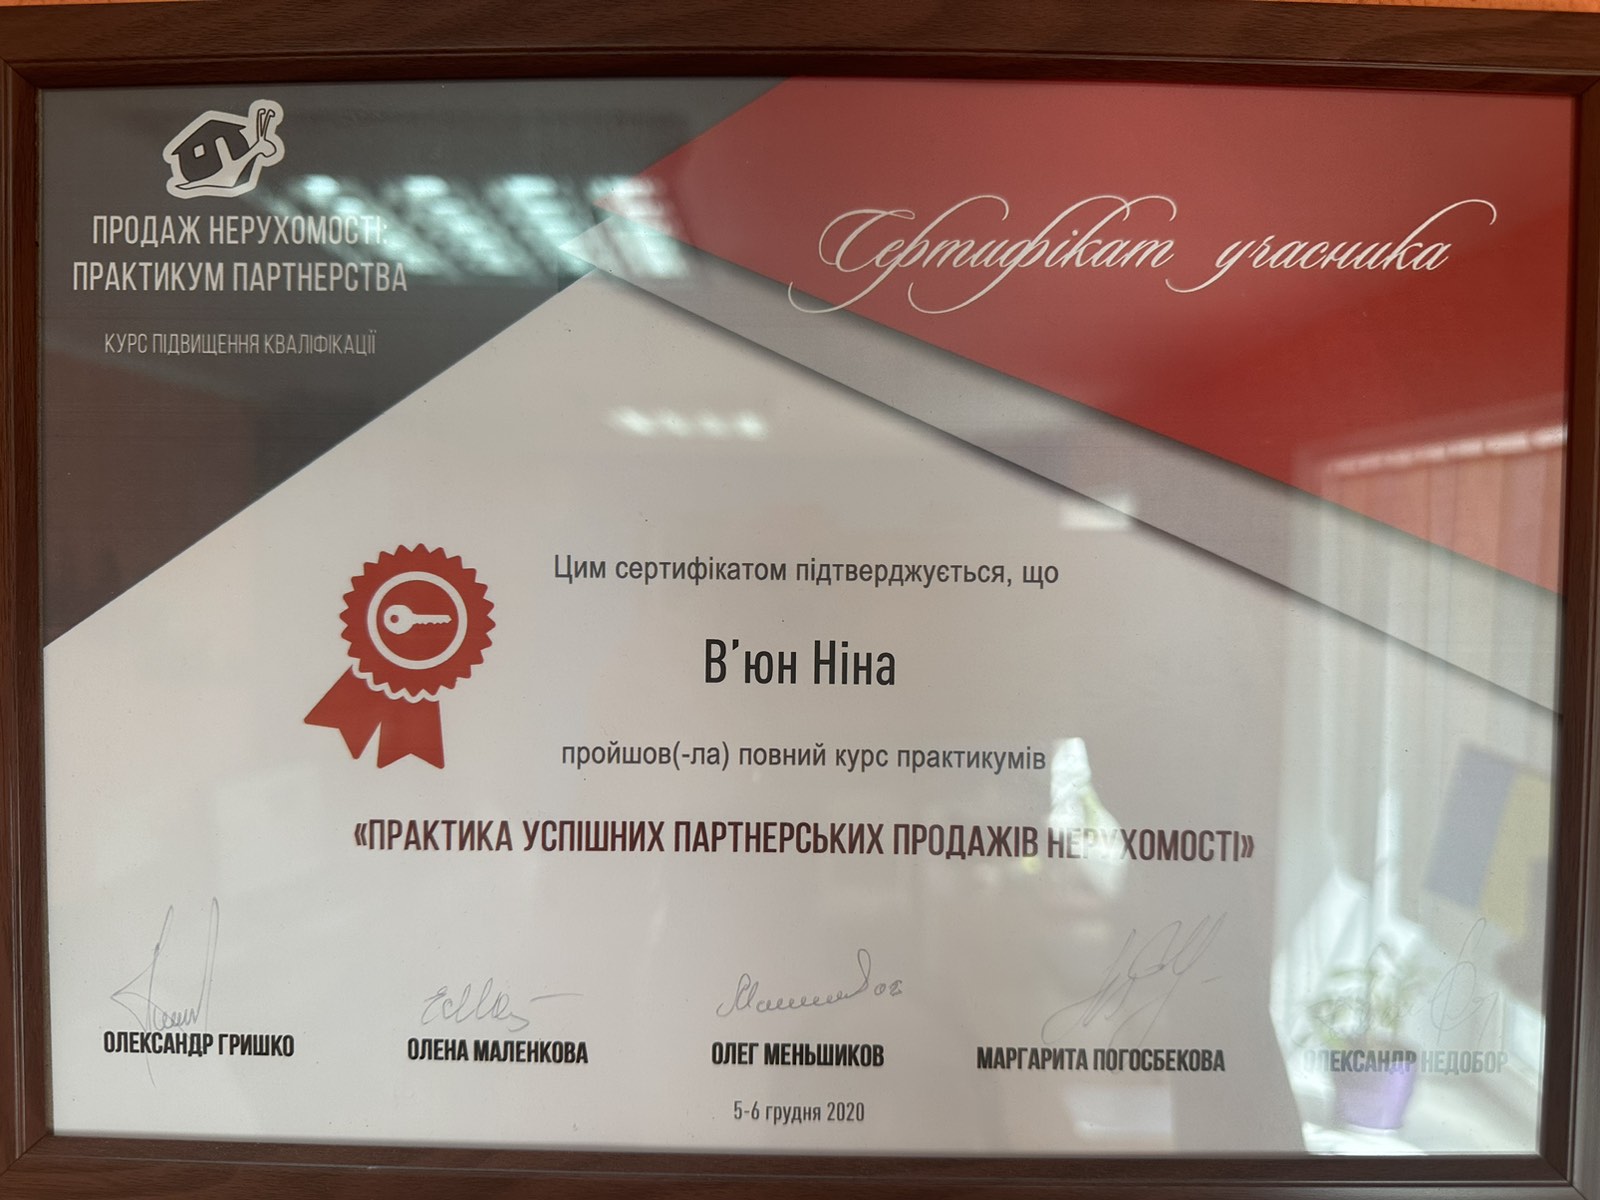 ПРОДАЖ НЕРУХОМОСТІ:
ПРАКТИКУМ ПАРТНЕРСТВА
КУРС ПІДВИЩЕННЯ КВАЛІФІКАЦІЇ
Сертифікат учасника
Цим сертифікатом підтверджується, що
В'юн Ніна
пройшов(-ла) повний курс практикумів
«ПРАКТИКА УСПІШНИХ ПАРТНЕРСЬКИХ ПРОДАЖІВ НЕРУХОМОСТІ»
ОЛЕКСАНДР ГРИШКО
ОЛЕНА МАЛЕНКОВА
ОЛЕГ МЕНЬШИКОВ
МАРГАРИТА ПОГОСБЕКОВА
ОЛЕКСАНДР НЕДОБОР
5-6 грудня 2020